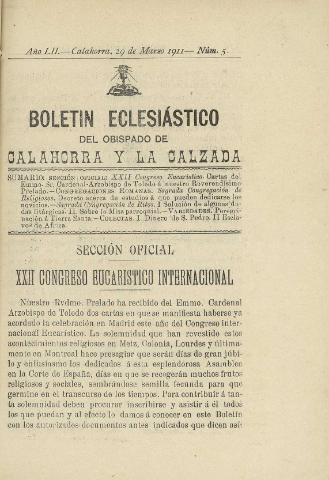 Año LII.—Calahorra, 29 de Marzo 1911—Núm. 5.
BOLETIN ECLESIÁSTICO
DEL OBISPADO DE
CALAHORRA Y LA CALZADA
SUMARIO: SECCIÓN OFICIAL: XXII Congreso Eucarístico. Cartas del
Emmo. Sr. Cardenal-Arzobispo de Toledo á nuestro Reverendísimo
Prelado.—CONGREGACIONES ROMANAS. Sagrada Congregación de
Religiosos. Decreto acerca de estudios á que pueden dedicarse los
novicios.—Sagrada Congregación de Ritos. I Solución de algunas du-
das litúrgicas. II. Sobre la Misa parroquial.—VARIEDADES. Peregri-
nación á Tierra Santa—COLECTAS. I. Dinero de S. Pedro. II Escla-
vos de Africa.
SECCIÓN OFICIAL
XXII CONGRESO EUCARISTICO INTERNACIONAL
Nuestro Rvdmo. Prelado ha recibido del Emmo. Cardenal
Arzobispo de Toledo dos cartas en que se manifiesta haberse ya
acordado la celebración en Madrid este año del Congreso inter-
nacional Eucarístico. La solemnidad que han revestido estos
acontecimientos religiosos en Metz, Colonia, Lourdes y última-
mente en Montreal hace presagiar que serán días de gran júbi-
lo y entusiasmo los dedicados á esta esplendorosa Asamblea
en la Corte de España, días en que se recogerán muchos frutos
religiosos y sociales, sembrándose semilla fecunda para que
germine en el transcurso de los tiempos. Para contribuir á tan-
ta solemnidad deben procurar inscribirse y asistir á él todos
los que puedan y al efecto lo damos á conocer en este Boletín
con los autorizados documentos antes indicados que dicen así: